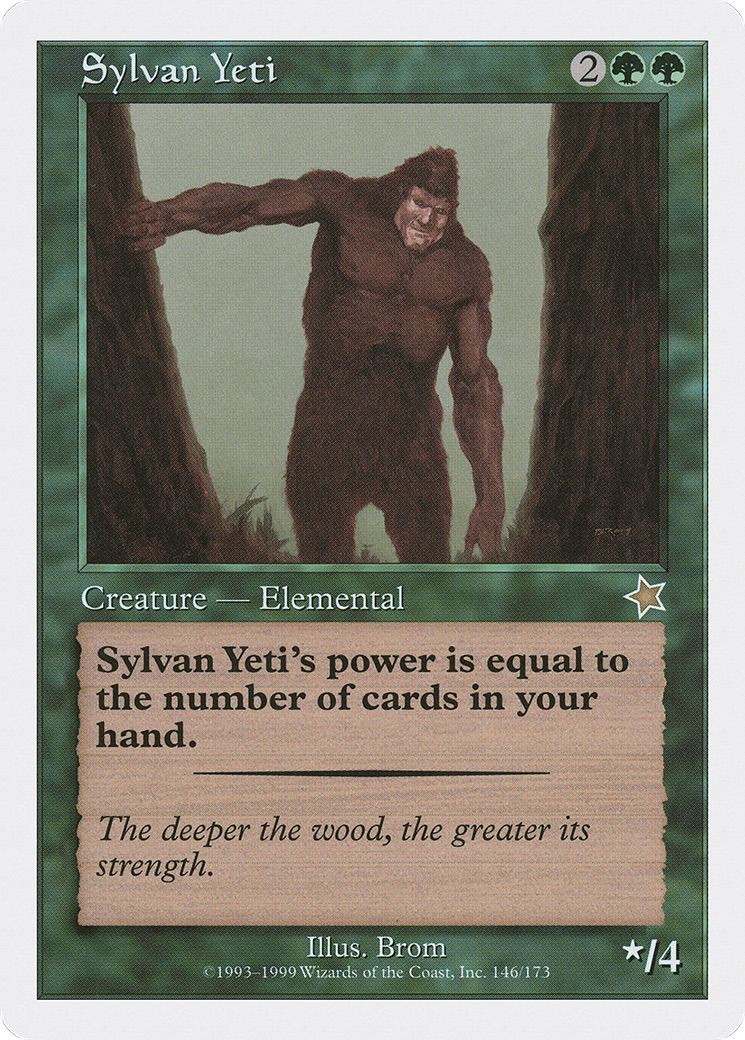 Sylvan Yeti 2
Creature — Elemental
Sylvan Yeti's power is equal to
the number of cards in your
hand.
The deeper the wood, the greater its
strength.
Illus. Brom
©1993–1999 Wizards of the Coast, Inc. 146/173
★/4